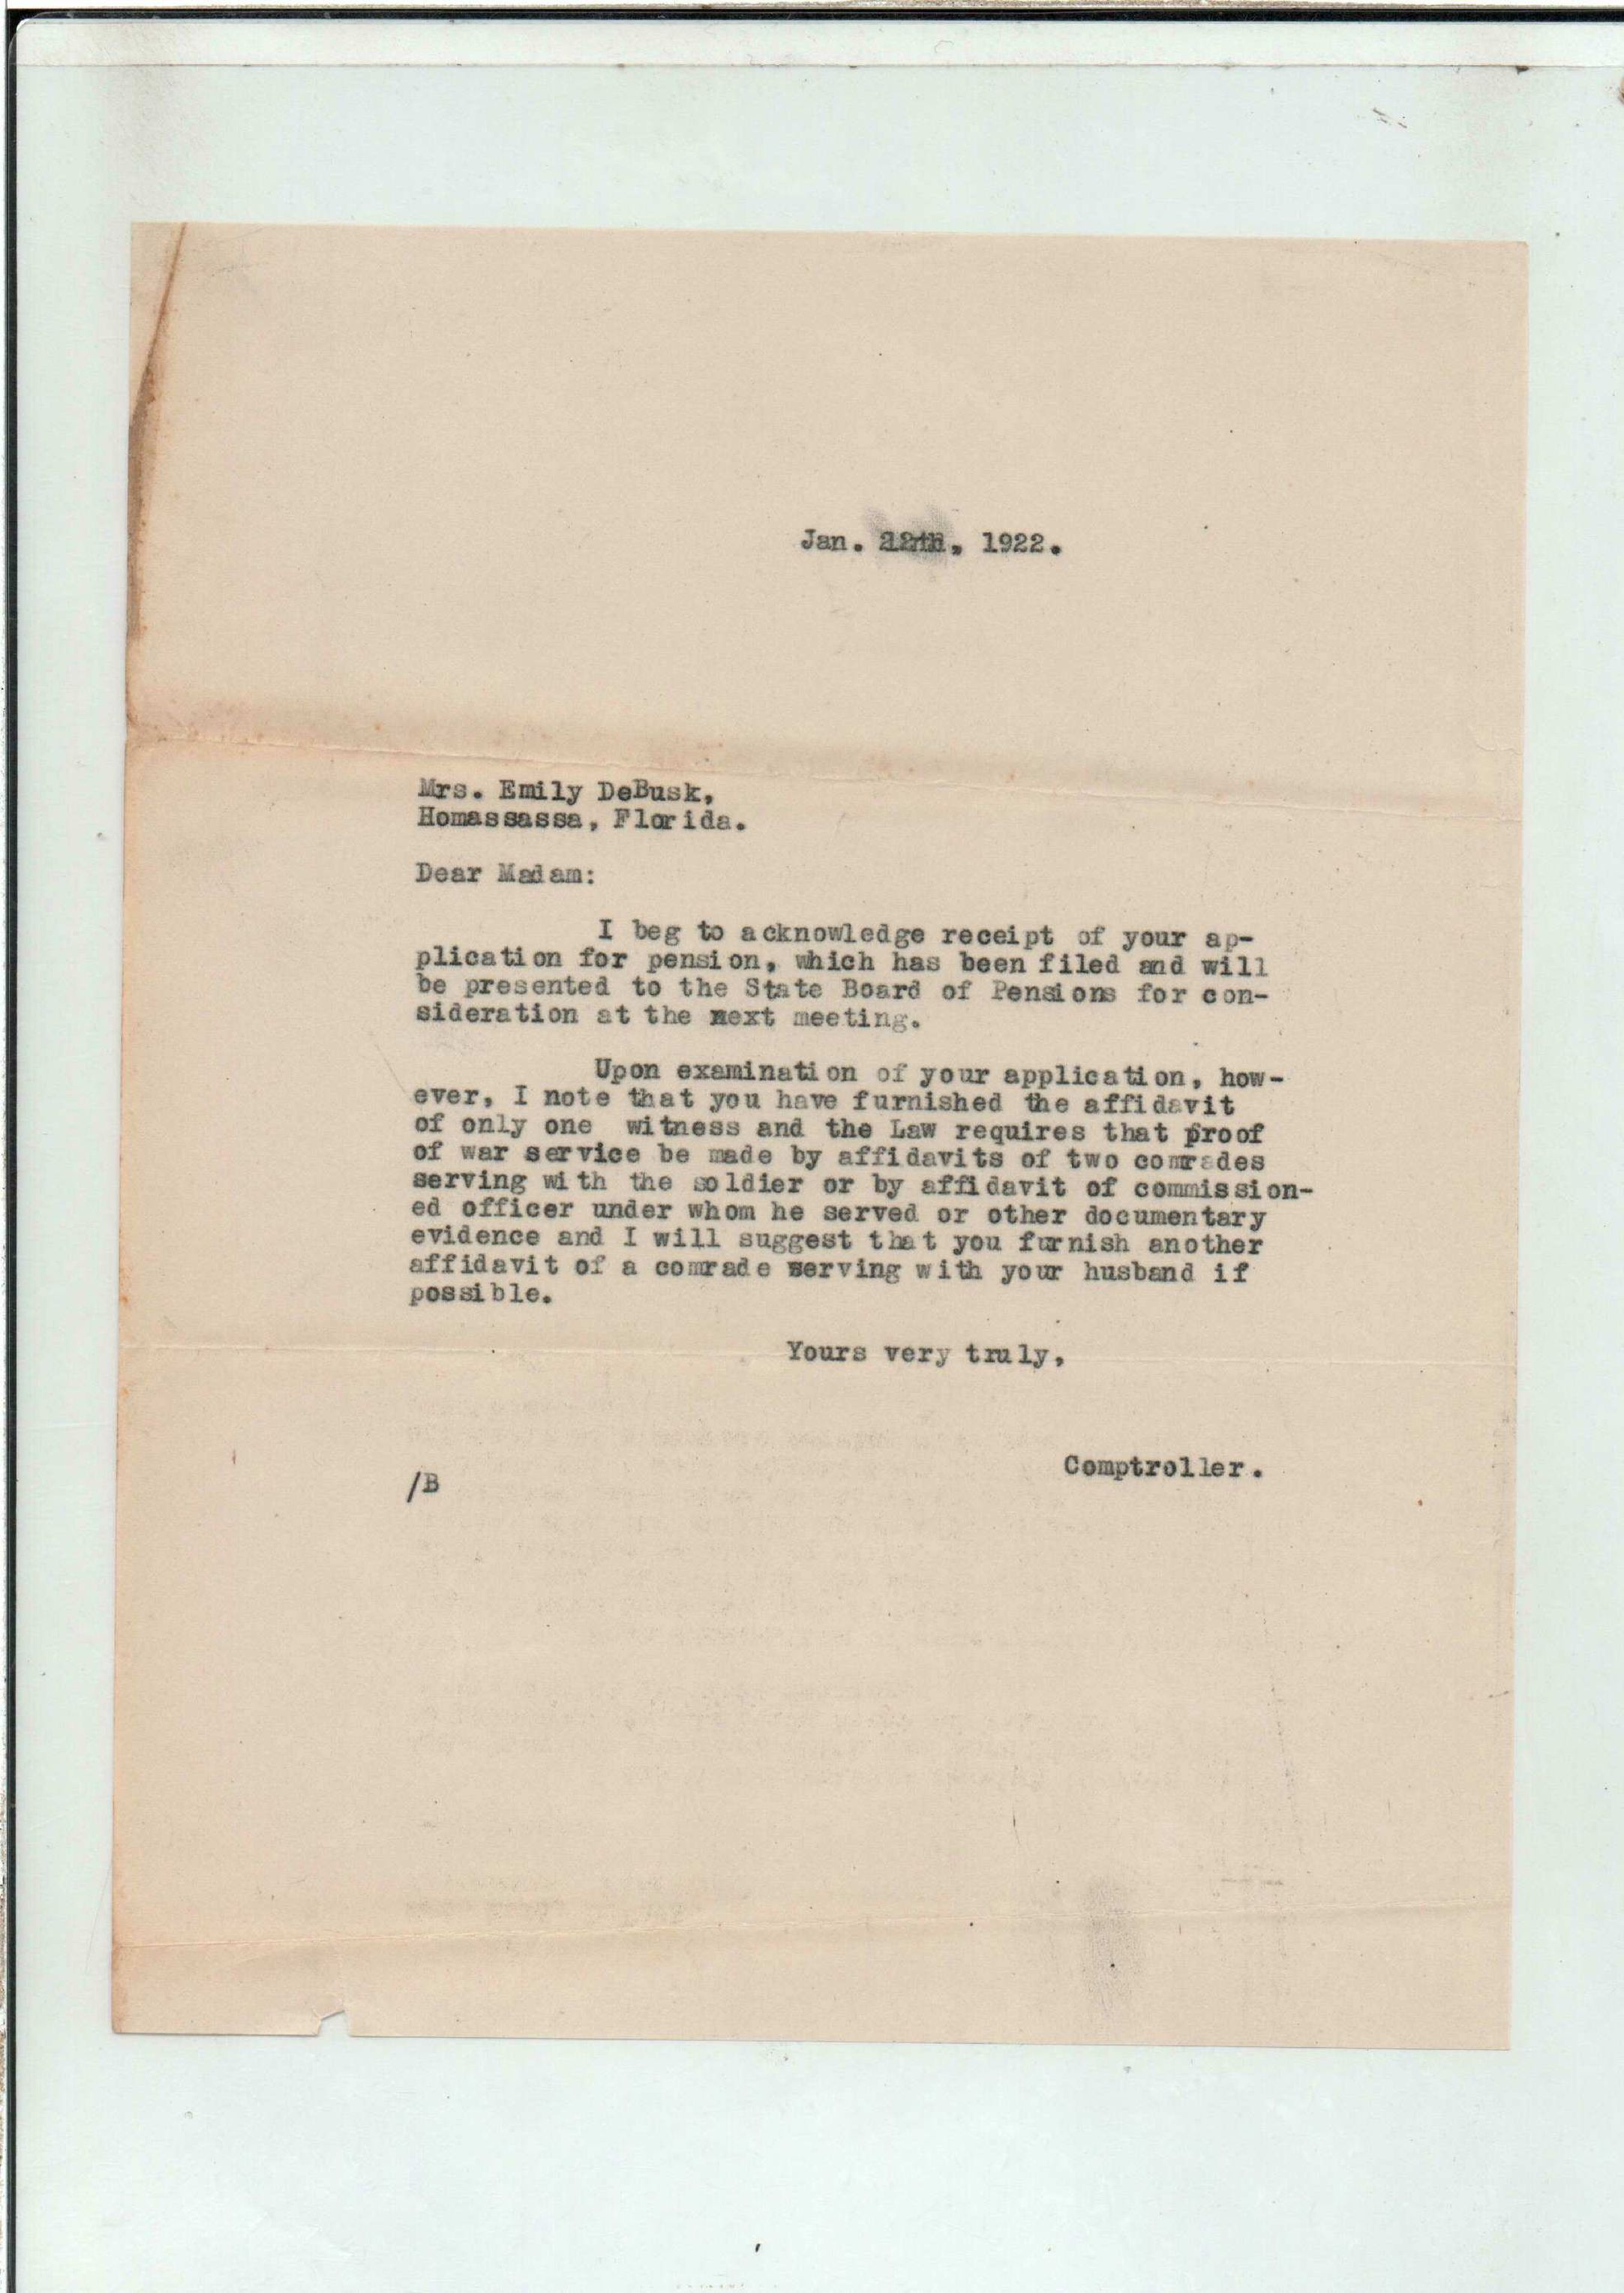 Jan. 1922.
Mrs. Emily DeBusk,
Homassassa, Florida.
Dear Madam:
I beg to acknowledge receipt of your ap-
plication for pension, which has been filed and will
be presented to the State Board of Pensions for con-
sideration at the next meeting.
Upon examination of your application, how-
ever, I note that you have furnished the affidavit
of only one witness and the Law requires that proof
of war service be made by affidavits of two comrades
serving with the soldier or by affidavit of commission-
ed officer under whom he served or other documentary
evidence and I will suggest that you furnish another
affidavit of a comrade serving with your husband if
possible.
Yours very truly,
Comptroller.
/B